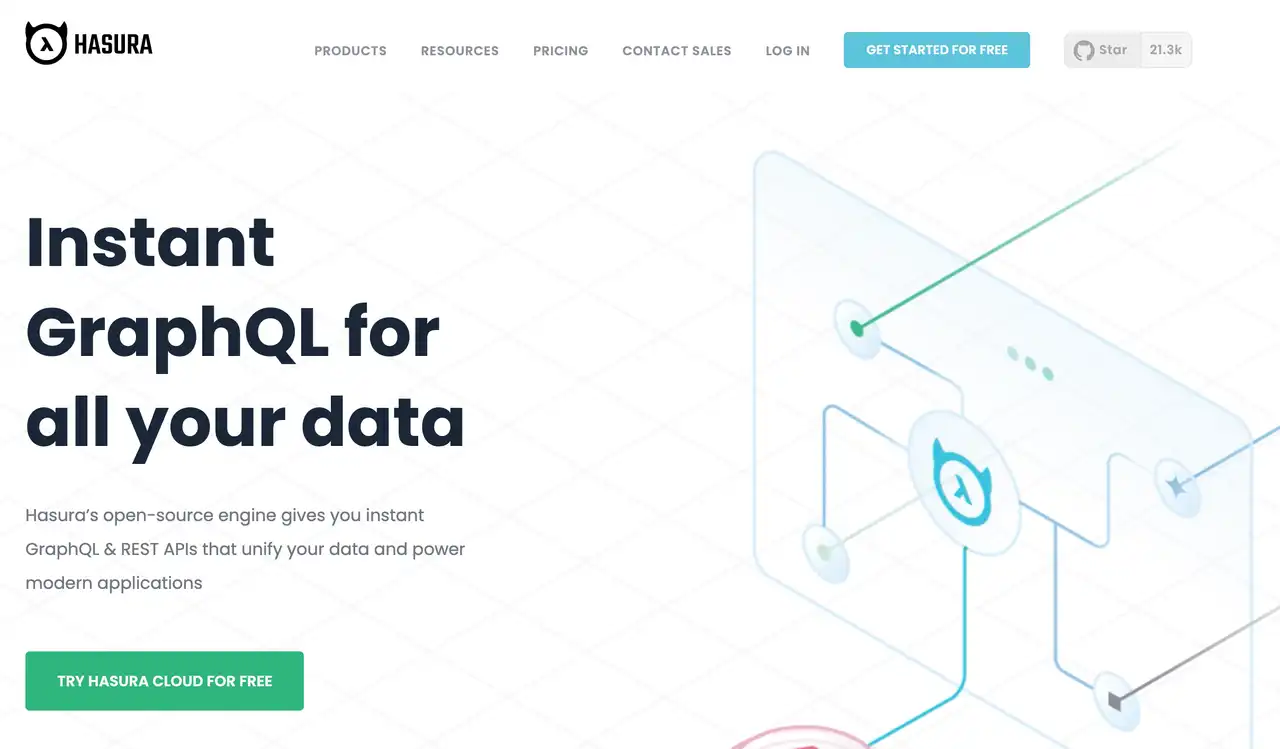 HASURA
PRODUCTS RESOURCES PRICING CONTACT SALES LOG IN GET STARTED FOR FREE Star 21.3k
Instant
GraphQL for
all your data
Hasura’s open-source engine gives you instant
GraphQL & REST APIs that unify your data and power
modern applications
TRY HASURA CLOUD FOR FREE